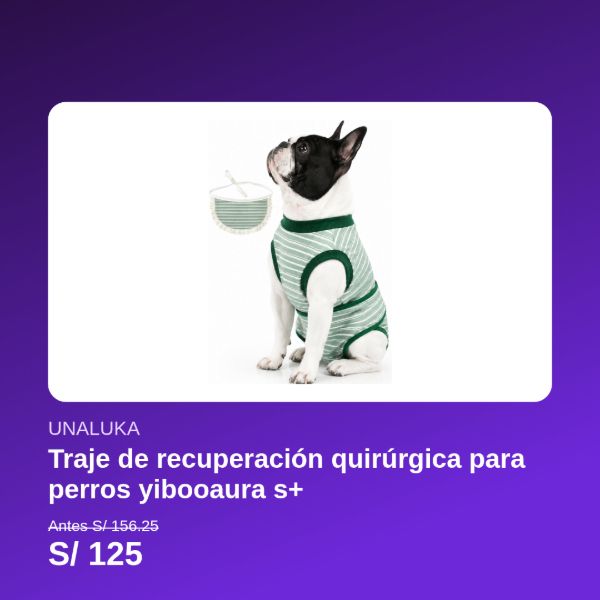 UNALUKA
Traje de recuperación quirúrgica para
perros yibooaura s+
Antes S/ 156.25
S/ 125